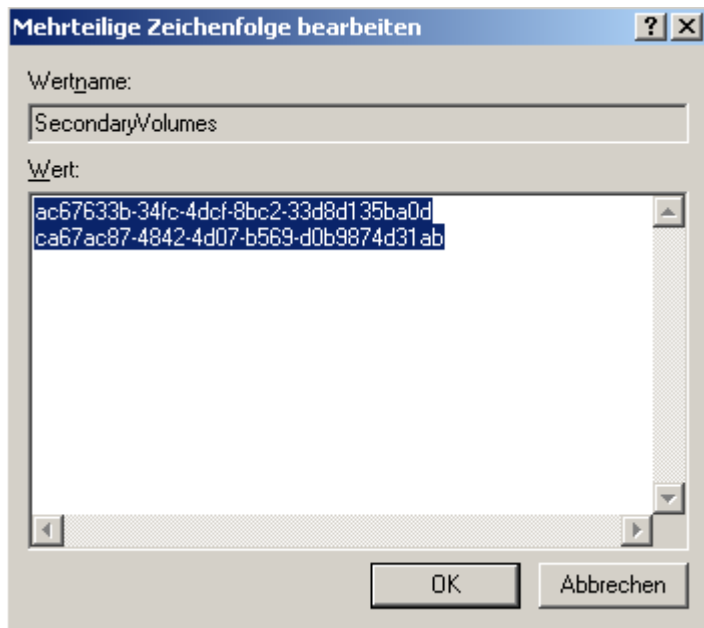 Mehrteilige Zeichenfolge bearbeiten
Wertname:
SecondaryVolumes
Wert:
ac67633b-34fc-4dcf-8bc2-33d8d135ba0d
ca67ac87-4842-4d07-b569-d0b9874d31ab
OK
Abbrechen